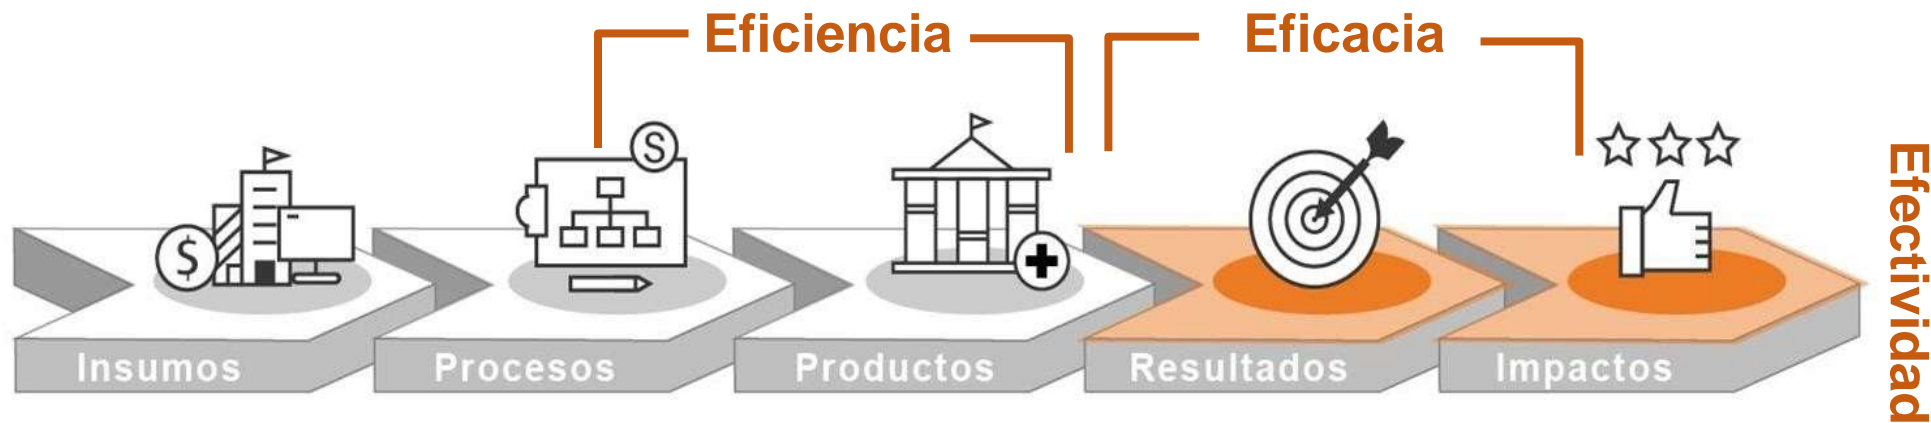 Eficiencia
Eficacia
Efectividad
$
S
Insumos
Procesos
Productos
Resultados
Impactos